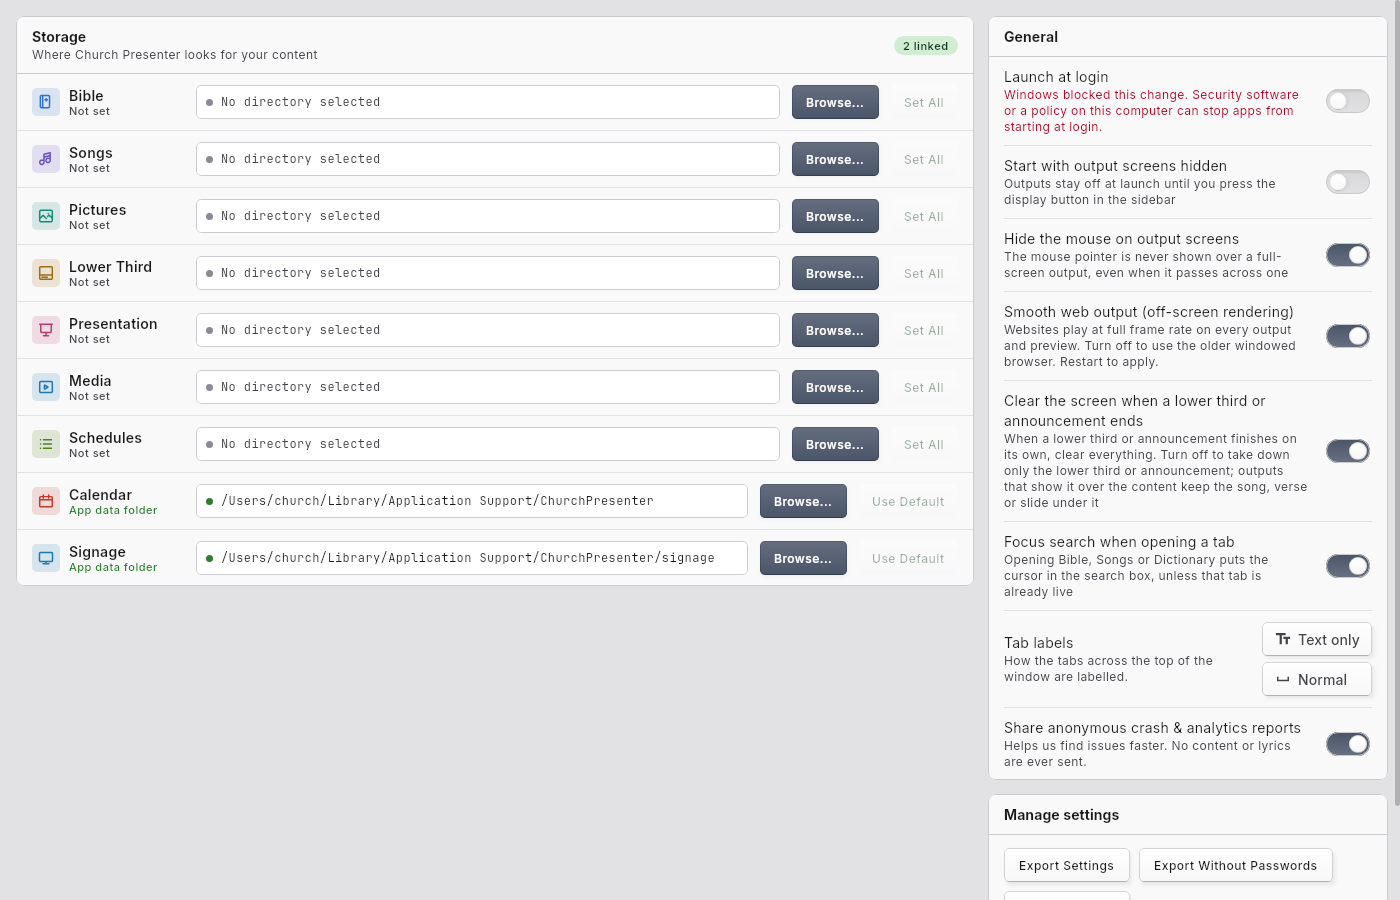 Storage
Where Church Presenter looks for your content
2 linked
Bible
Not set
No directory selected
Browse...
Set All
Songs
Not set
No directory selected
Browse...
Set All
Pictures
Not set
No directory selected
Browse...
Set All
Lower Third
Not set
No directory selected
Browse...
Set All
Presentation
Not set
No directory selected
Browse...
Set All
Media
Not set
No directory selected
Browse...
Set All
Schedules
Not set
No directory selected
Browse...
Set All
Calendar
App data folder
/Users/church/Library/Application Support/ChurchPresenter
Browse...
Use Default
Signage
App data folder
/Users/church/Library/Application Support/ChurchPresenter/signage
Browse...
Use Default
General
Launch at login
Windows blocked this change. Security software
or a policy on this computer can stop apps from
starting at login.
Start with output screens hidden
Outputs stay off at launch until you press the
display button in the sidebar
Hide the mouse on output screens
The mouse pointer is never shown over a full-
screen output, even when it passes across one
Smooth web output (off-screen rendering)
Websites play at full frame rate on every output
and preview. Turn off to use the older windowed
browser. Restart to apply.
Clear the screen when a lower third or
announcement ends
When a lower third or announcement finishes on
its own, clear everything. Turn off to take down
only the lower third or announcement; outputs
that show it over the content keep the song, verse
or slide under it
Focus search when opening a tab
Opening Bible, Songs or Dictionary puts the
cursor in the search box, unless that tab is
already live
Tab labels
How the tabs across the top of the
window are labelled.
Text only
Normal
Share anonymous crash & analytics reports
Helps us find issues faster. No content or lyrics
are ever sent.
Manage settings
Export Settings
Export Without Passwords